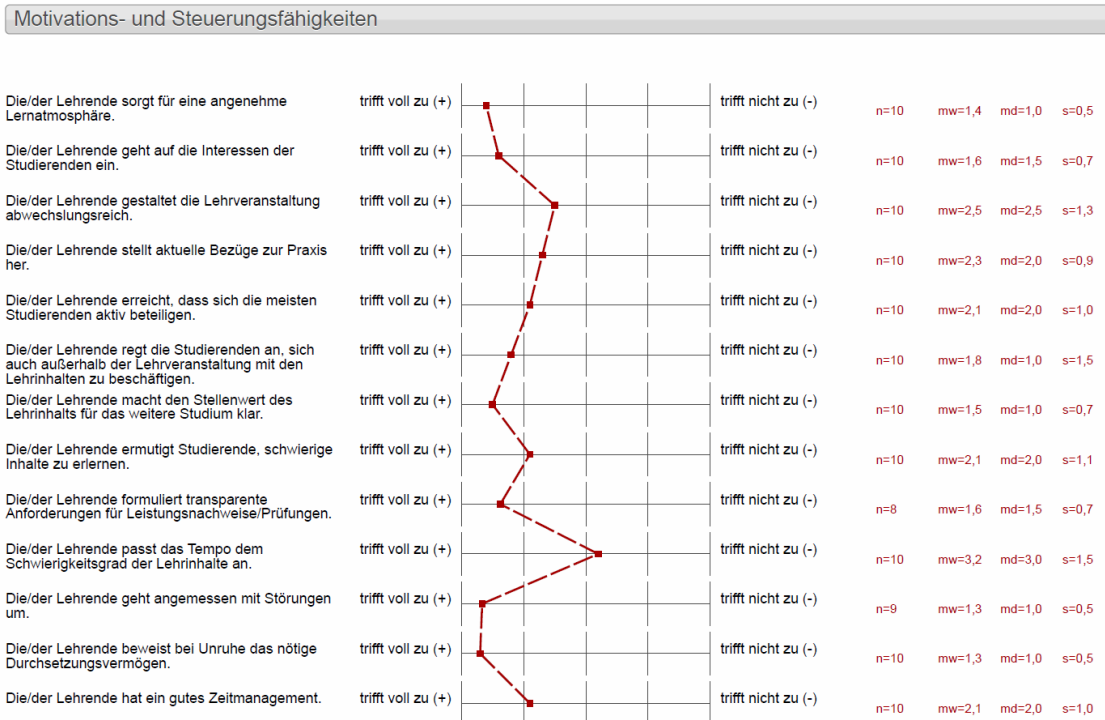 Motivations- und Steuerungsfähigkeiten
Die/der Lehrende sorgt für eine angenehme
Lernatmosphäre.
trifft voll zu (+) trifft nicht zu (-) n=10 mw=1,4 md=1,0 s=0,5
Die/der Lehrende geht auf die Interessen der
Studierenden ein.
trifft voll zu (+) trifft nicht zu (-) n=10 mw=1,6 md=1,5 s=0,7
Die/der Lehrende gestaltet die Lehrveranstaltung
abwechslungsreich.
trifft voll zu (+) trifft nicht zu (-) n=10 mw=2,5 md=2,5 s=1,3
Die/der Lehrende stellt aktuelle Bezüge zur Praxis
her.
trifft voll zu (+) trifft nicht zu (-) n=10 mw=2,3 md=2,0 s=0,9
Die/der Lehrende erreicht, dass sich die meisten
Studierenden aktiv beteiligen.
trifft voll zu (+) trifft nicht zu (-) n=10 mw=2,1 md=2,0 s=1,0
Die/der Lehrende regt die Studierenden an, sich
auch außerhalb der Lehrveranstaltung mit den
Lehrinhalten zu beschäftigen.
trifft voll zu (+) trifft nicht zu (-) n=10 mw=1,8 md=1,0 s=1,5
Die/der Lehrende macht den Stellenwert des
Lehrinhalts für das weitere Studium klar.
trifft voll zu (+) trifft nicht zu (-) n=10 mw=1,5 md=1,0 s=0,7
Die/der Lehrende ermutigt Studierende, schwierige
Inhalte zu erlernen.
trifft voll zu (+) trifft nicht zu (-) n=10 mw=2,1 md=2,0 s=1,1
Die/der Lehrende formuliert transparente
Anforderungen für Leistungsnachweise/Prüfungen.
trifft voll zu (+) trifft nicht zu (-) n=8 mw=1,6 md=1,5 s=0,7
Die/der Lehrende passt das Tempo dem
Schwierigkeitsgrad der Lehrinhalte an.
trifft voll zu (+) trifft nicht zu (-) n=10 mw=3,2 md=3,0 s=1,5
Die/der Lehrende geht angemessen mit Störungen
um.
trifft voll zu (+) trifft nicht zu (-) n=9 mw=1,3 md=1,0 s=0,5
Die/der Lehrende beweist bei Unruhe das nötige
Durchsetzungsvermögen.
trifft voll zu (+) trifft nicht zu (-) n=10 mw=1,3 md=1,0 s=0,5
Die/der Lehrende hat ein gutes Zeitmanagement.
trifft voll zu (+) trifft nicht zu (-) n=10 mw=2,1 md=2,0 s=1,0